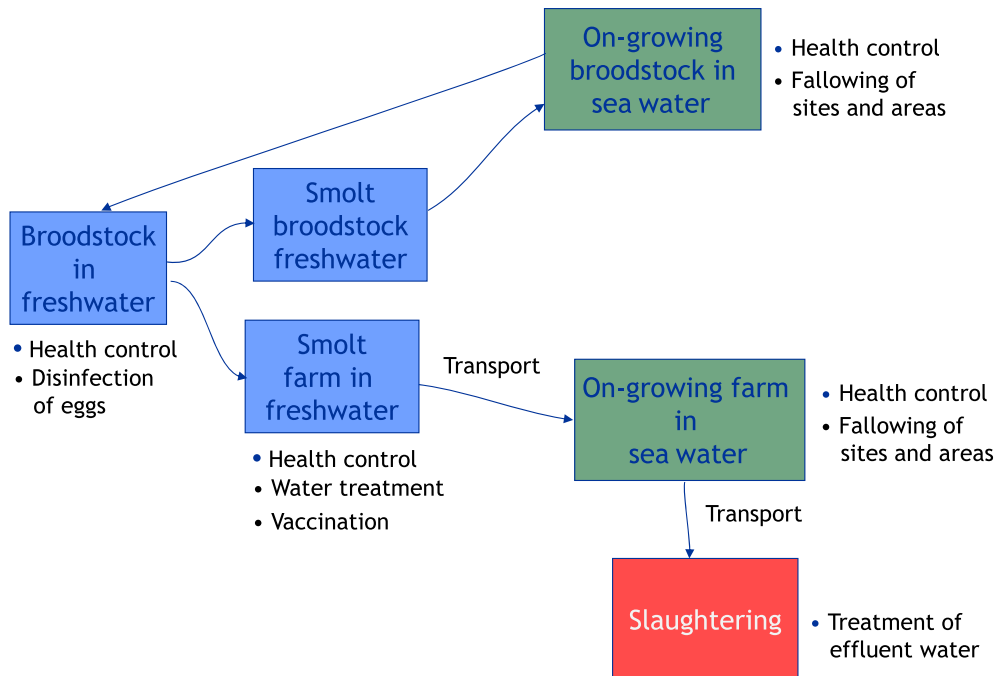 On-growing
broodstock in
sea water
• Health control
• Fallowing of
sites and areas
Smolt
broodstock
freshwater
Broodstock
in
freshwater
• Health control
• Disinfection
of eggs
Smolt
farm in
freshwater
• Health control
• Water treatment
• Vaccination
Transport
On-growing farm
in
sea water
• Health control
• Fallowing of
sites and areas
Transport
Slaughtering
• Treatment of
effluent water